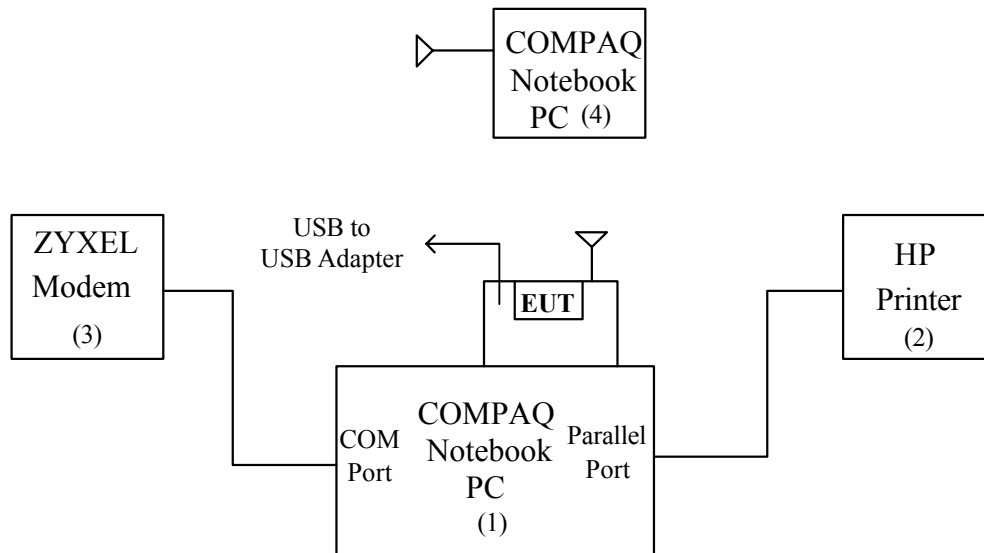 COMPAQ
Notebook
PC (4)
ZYXEL
Modem
(3)
USB to
USB Adapter
EUT
HP
Printer
(2)
COM
Port
COMPAQ
Notebook
PC
(1)
Parallel
Port